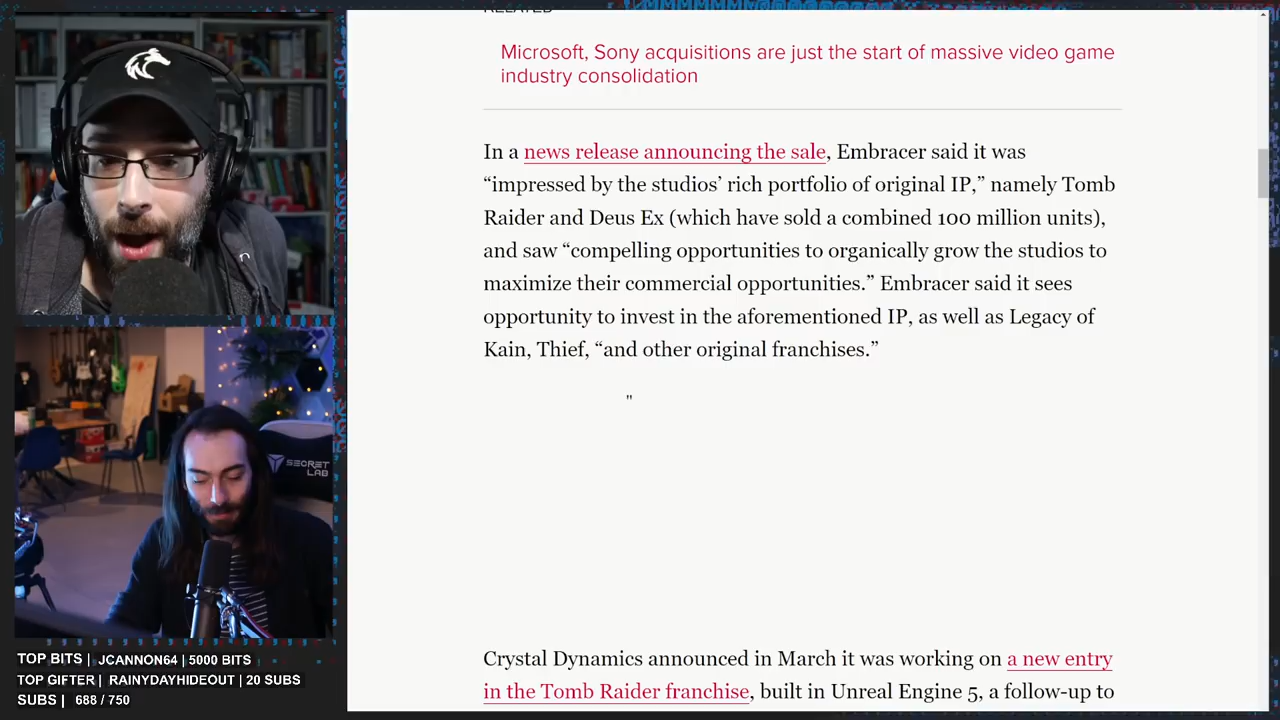 RELATED
Microsoft, Sony acquisitions are just the start of massive video game
industry consolidation
In a news release announcing the sale, Embracer said it was
“impressed by the studios’ rich portfolio of original IP,” namely Tomb
Raider and Deus Ex (which have sold a combined 100 million units),
and saw “compelling opportunities to organically grow the studios to
maximize their commercial opportunities.” Embracer said it sees
opportunity to invest in the aforementioned IP, as well as Legacy of
Kain, Thief, “and other original franchises.”
"
Crystal Dynamics announced in March it was working on a new entry
in the Tomb Raider franchise, built in Unreal Engine 5, a follow-up to
SECRET
LAB
TOP BITS | JCANNON64 | 5000 BITS
TOP GIFTER | RAINYDAYHIDEOUT | 20 SUBS
SUBS | 688 / 750